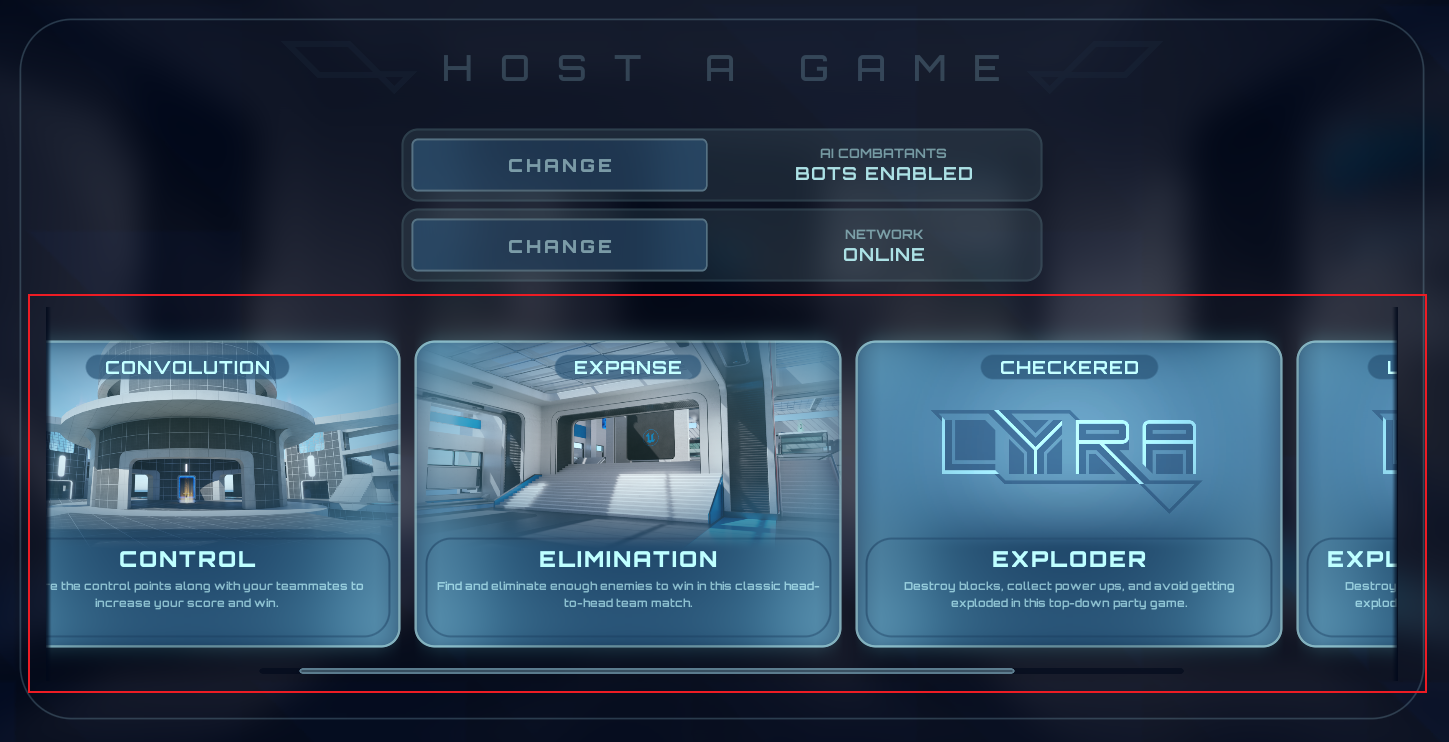 HOST A GAME
CHANGE
AI COMBATANTS
BOTS ENABLED
CHANGE
NETWORK
ONLINE
CONVOLUTION
CONTROL
the control points along with your teammates to
increase your score and win.
EXPANSE
ELIMINATION
Find and eliminate enough enemies to win in this classic head-
to-head team match.
CHECKERED
LYRA
EXPLODER
Destroy blocks, collect power ups, and avoid getting
exploded in this top-down party game.
L
EXPL
Destroy
explod